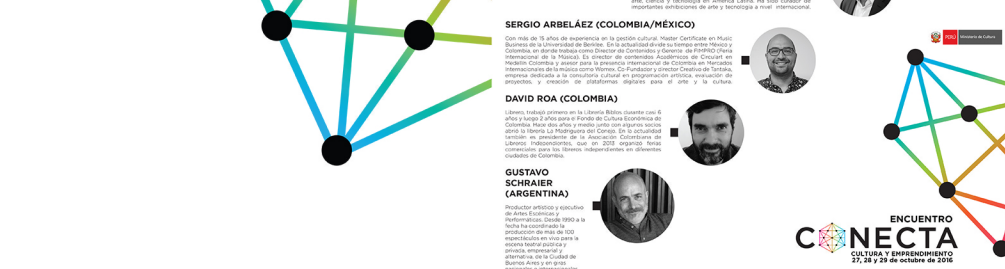 arte, ciencia y tecnología en América Latina. Ha sido curador de
importantes exhibiciones de arte y tecnología a nivel internacional.
SERGIO ARBELÁEZ (COLOMBIA/MÉXICO)
Con más de 15 años de experiencia en la gestión cultural. Master Certificate en Music
Business de la Universidad de Berklee. En la actualidad divide su tiempo entre México y
Colombia, en donde trabaja como Director de Contenidos y Gerente de FIMPRO (Feria
Internacional de la Música). Es director de contenidos Académicos de Circulart en
Medellín Colombia y asesor para la presencia internacional de Colombia en Mercados
Internacionales de la música como Womex. Co-Fundador y director Creativo de Tantoka,
empresa dedicada a la consultoría cultural en programación artística, evaluación de
proyectos, y creación de plataformas digitales para el arte y la cultura.
DAVID ROA (COLOMBIA)
Librero, trabajó primero en la Librería Biblos durante casi 6
años y luego 2 años para el Fondo de Cultura Económica de
Colombia. Hace dos años y medio junto con algunos socios
abrió la librería La Madriguera del Conejo. En la actualidad
también es presidente de la Asociación Colombiana de
Libreros Independientes, que en 2013 organizó ferias
comerciales para los libreros independientes en diferentes
ciudades de Colombia.
GUSTAVO
SCHRAIER
(ARGENTINA)
Productor artístico y ejecutivo
de Artes Escénicas y
Performáticas. Desde 1990 a la
fecha ha coordinado la
producción de más de 100
espectáculos en vivo para la
escena teatral pública y
privada, empresarial y
alternativa, de la Ciudad de
Buenos Aires y en giras
nacionales e internacionales
PERÚ Ministerio de Cultura
ENCUENTRO
CONECTA
CULTURA Y EMPRENDIMIENTO
27, 28 y 29 de octubre de 2016